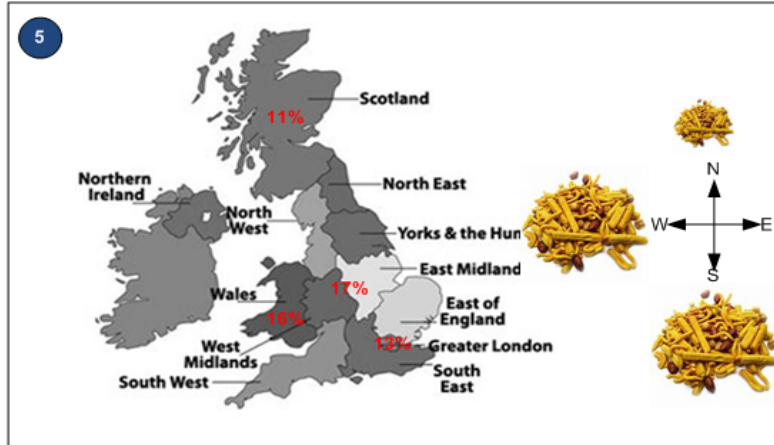 5
Scotland
11%
Northern
Ireland
North East
North
West
Yorks & the Hum
East Midland
17%
Wales
16%
East of
England
West
Midlands
13%
Greater London
South West
South
East
N
W
E
S